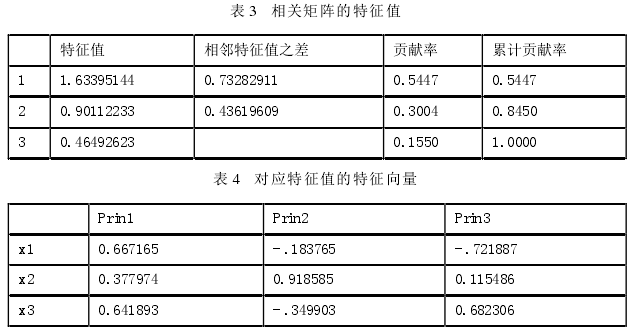 表 3 相关矩阵的特征值
特征值 相邻特征值之差 贡献率 累计贡献率
1 1.63395144 0.73282911 0.5447 0.5447
2 0.90112233 0.43619609 0.3004 0.8450
3 0.46492623 0.1550 1.0000
表 4 对应特征值的特征向量
Prin1 Prin2 Prin3
x1 0.667165 -.183765 -.721887
x2 0.377974 0.918585 0.115486
x3 0.641893 -.349903 0.682306